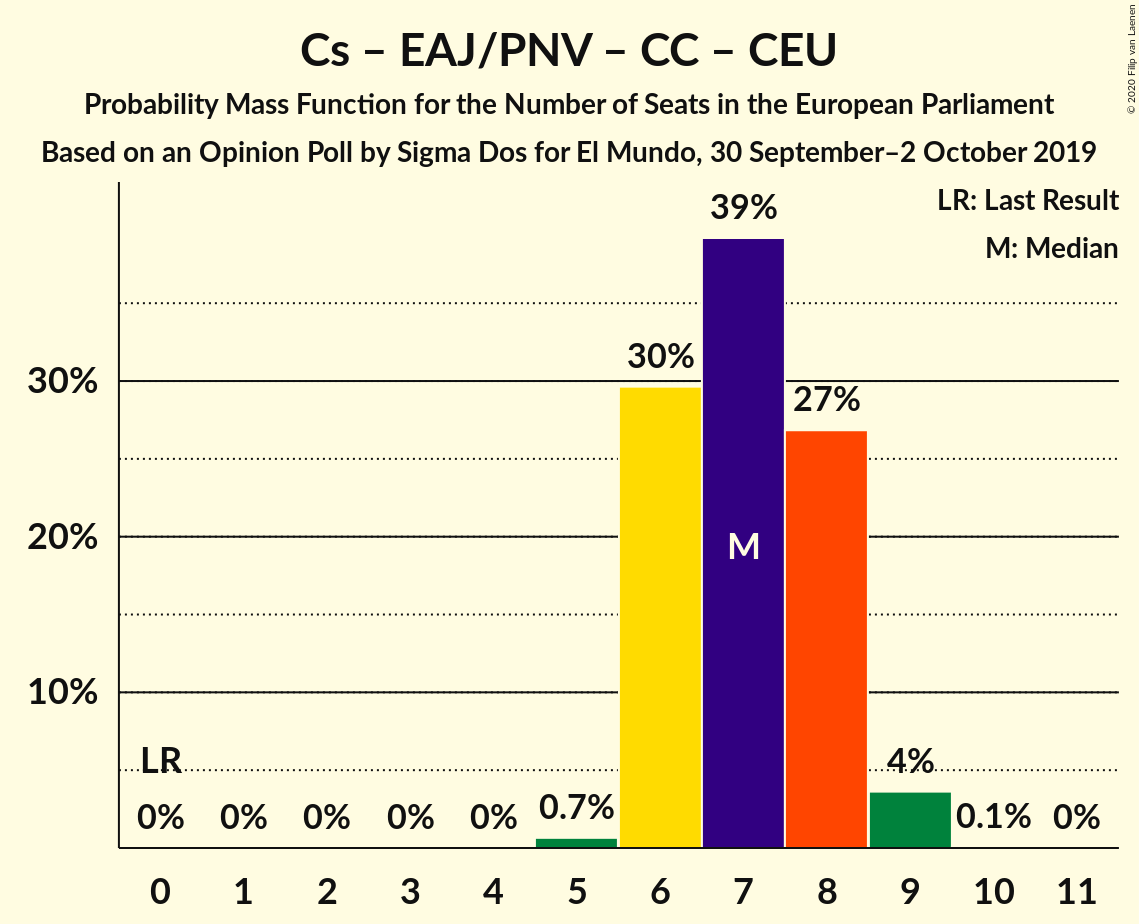 Cs – EAJ/PNV – CC – CEU
Probability Mass Function for the Number of Seats in the European Parliament
Based on an Opinion Poll by Sigma Dos for El Mundo, 30 September–2 October 2019
© 2020 Filip van Laenen
LR: Last Result
M: Median
39%
30%
27%
30%
20%
10%
M
LR
0%
0%
0%
0%
0%
0.7%
4%
0.1%
0%
0 1 2 3 4 5 6 7 8 9 10 11